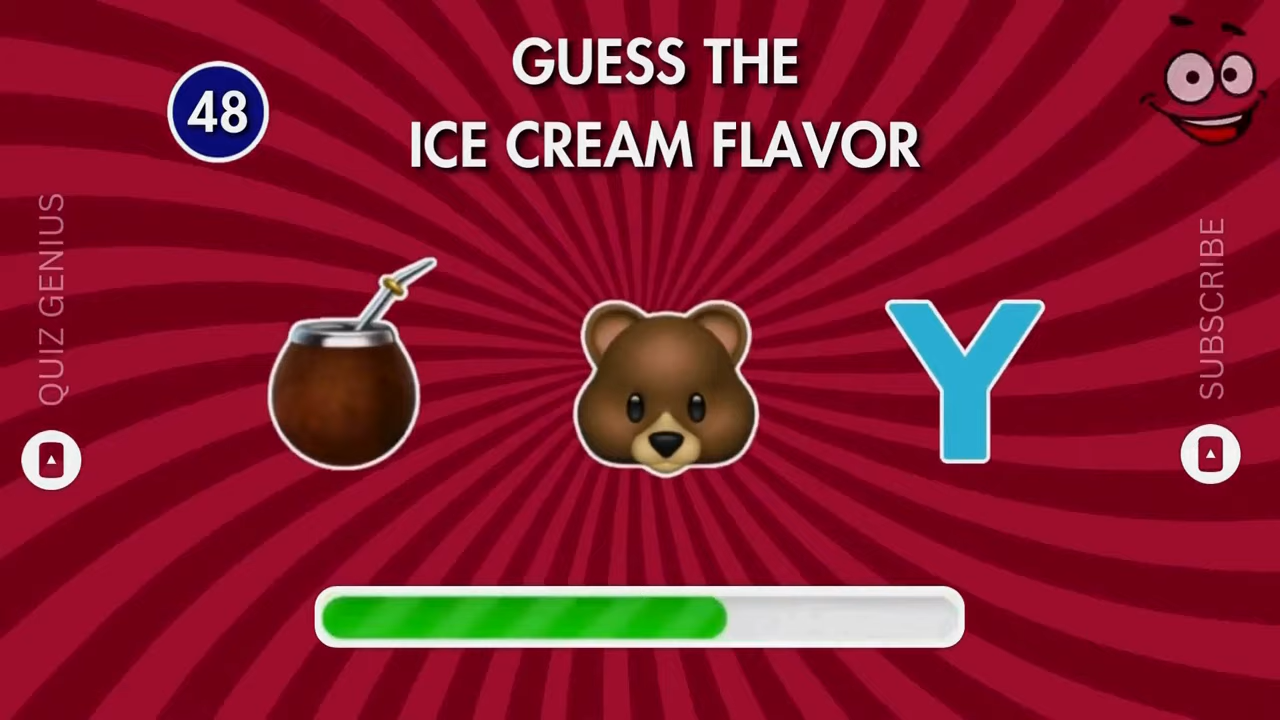 GUESS THE
ICE CREAM FLAVOR
48
QUIZ GENIUS
SUBSCRIBE
Y